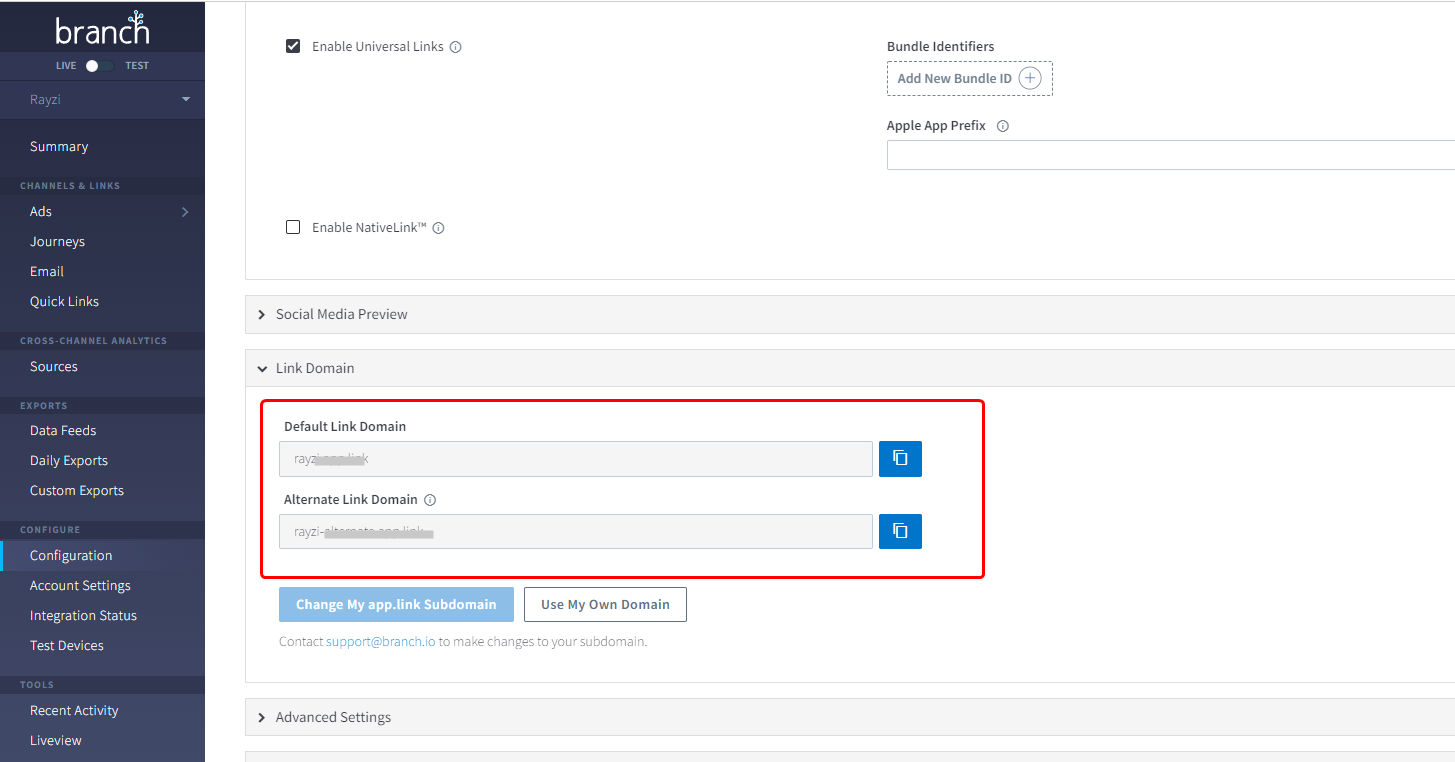 branch
LIVE TEST
Rayzi
Summary
CHANNELS & LINKS
Ads
Journeys
Email
Quick Links
CROSS-CHANNEL ANALYTICS
Sources
EXPORTS
Data Feeds
Daily Exports
Custom Exports
CONFIGURE
Configuration
Account Settings
Integration Status
Test Devices
TOOLS
Recent Activity
Liveview
Enable Universal Links
Bundle Identifiers
Add New Bundle ID
Apple App Prefix
Enable NativeLink™
Social Media Preview
Link Domain
Default Link Domain
rayzi
Alternate Link Domain
rayzi-
Change My app.link Subdomain
Use My Own Domain
Contact support@branch.io to make changes to your subdomain.
Advanced Settings